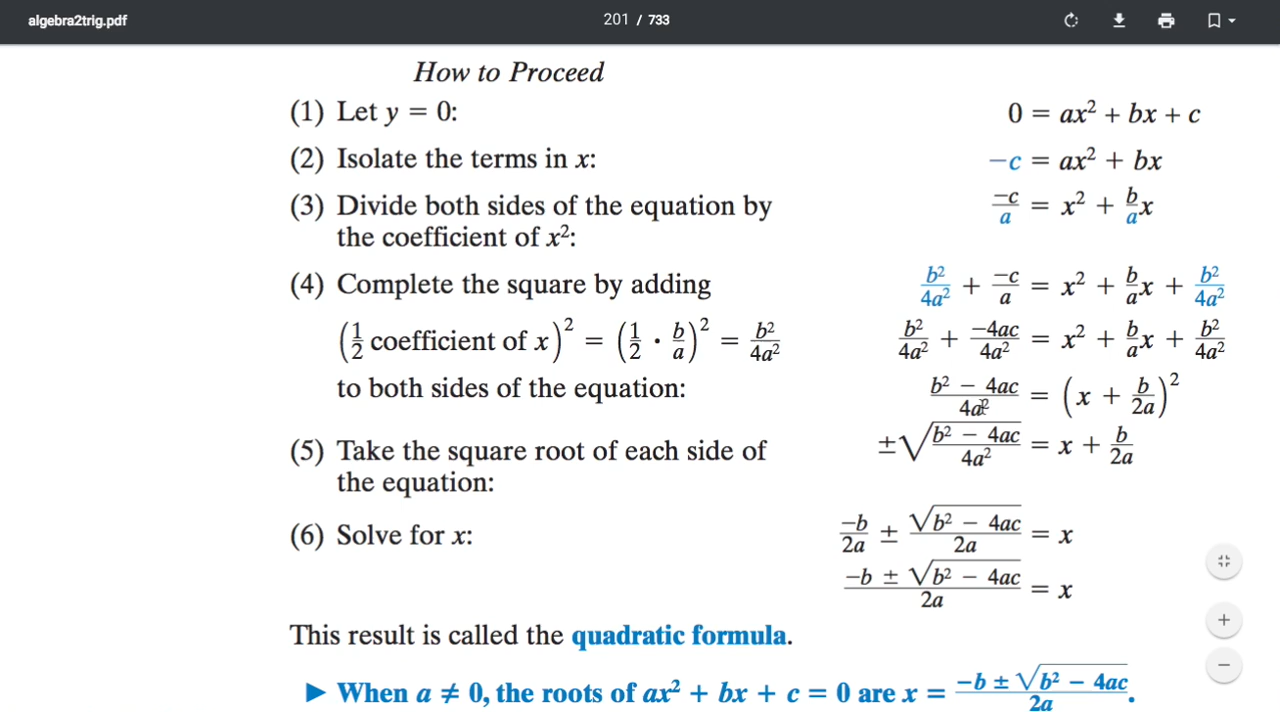 algebra2trig.pdf 201 / 733
How to Proceed
(1) Let y = 0: 0 = ax² + bx + c
(2) Isolate the terms in x: −c = ax² + bx
(3) Divide both sides of the equation by −c/a = x² + b/a x
the coefficient of x²:
(4) Complete the square by adding b²/4a² + −c/a = x² + b/a x + b²/4a²
(1/2 coefficient of x)² = (1/2 · b/a)² = b²/4a² b²/4a² + −4ac/4a² = x² + b/a x + b²/4a²
to both sides of the equation: b² − 4ac/4a² = (x + b/2a)²
(5) Take the square root of each side of ±√b² − 4ac/4a² = x + b/2a
the equation:
(6) Solve for x: −b/2a ± √b² − 4ac/2a = x
−b ± √b² − 4ac/2a = x
This result is called the quadratic formula.
▶ When a ≠ 0, the roots of ax² + bx + c = 0 are x = −b ± √b² − 4ac/2a.